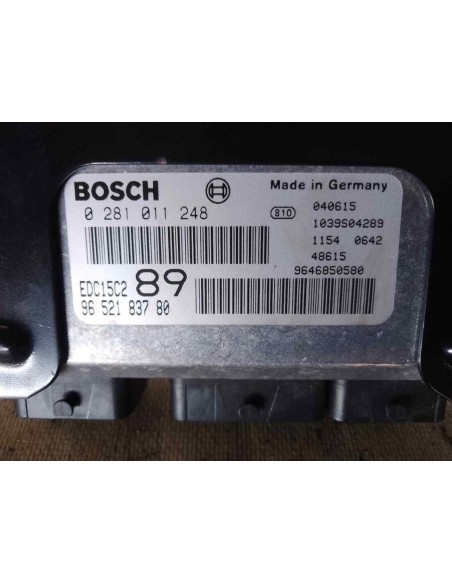 BOSCH
Made in Germany
0 281 011 248
810
040615
1039S04289
1154 0642
48615
9646850580
EDC15C2 89
96 521 837 80